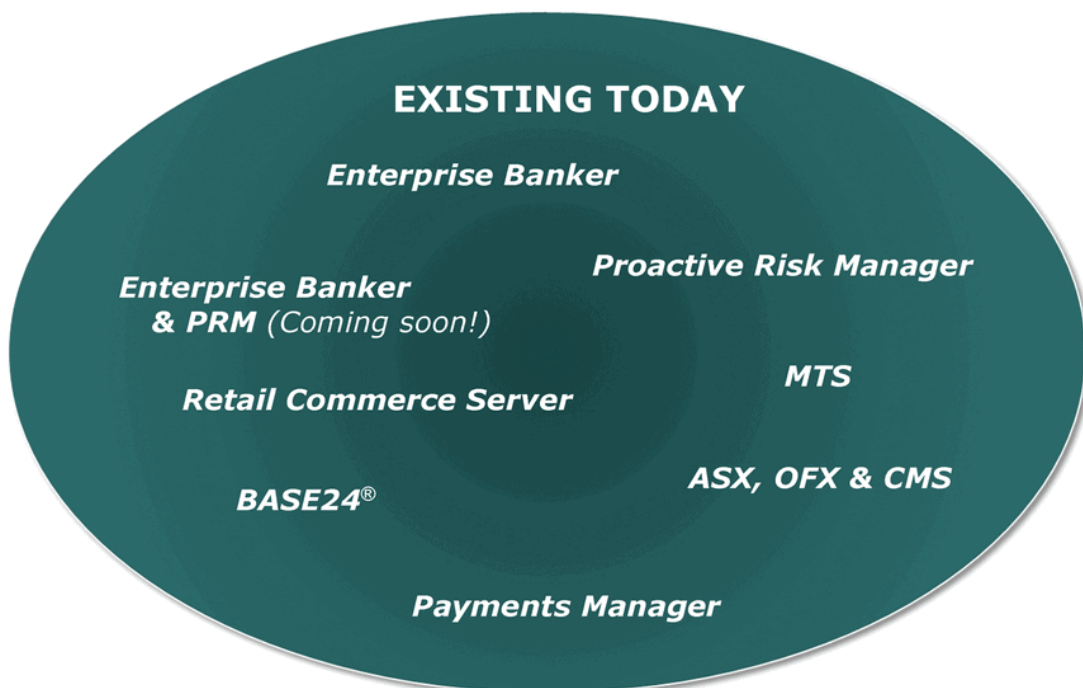 EXISTING TODAY
Enterprise Banker
Proactive Risk Manager
Enterprise Banker
& PRM (Coming soon!)
MTS
Retail Commerce Server
ASX, OFX & CMS
BASE24®
Payments Manager